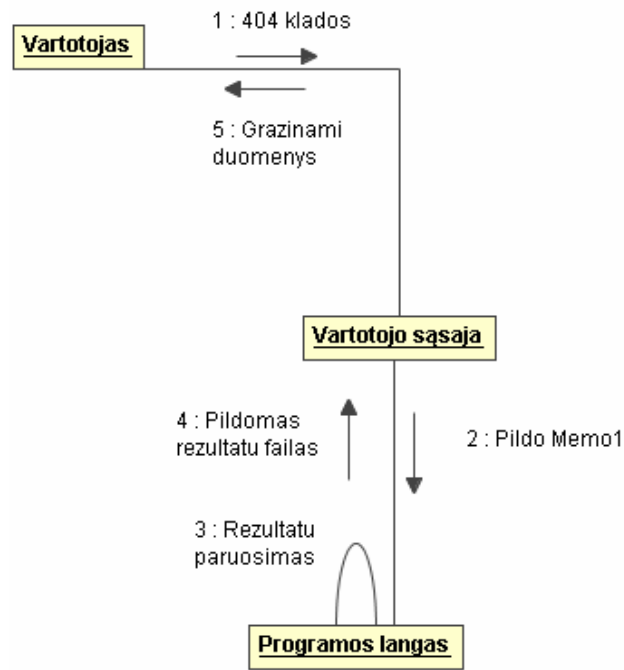 1 : 404 klados
Vartotojas
5 : Grazinami
duomenys
Vartotojo sąsaja
4 : Pildomas
rezultatu failas
2 : Pildo Memo1
3 : Rezultatu
paruosimas
Programos langas